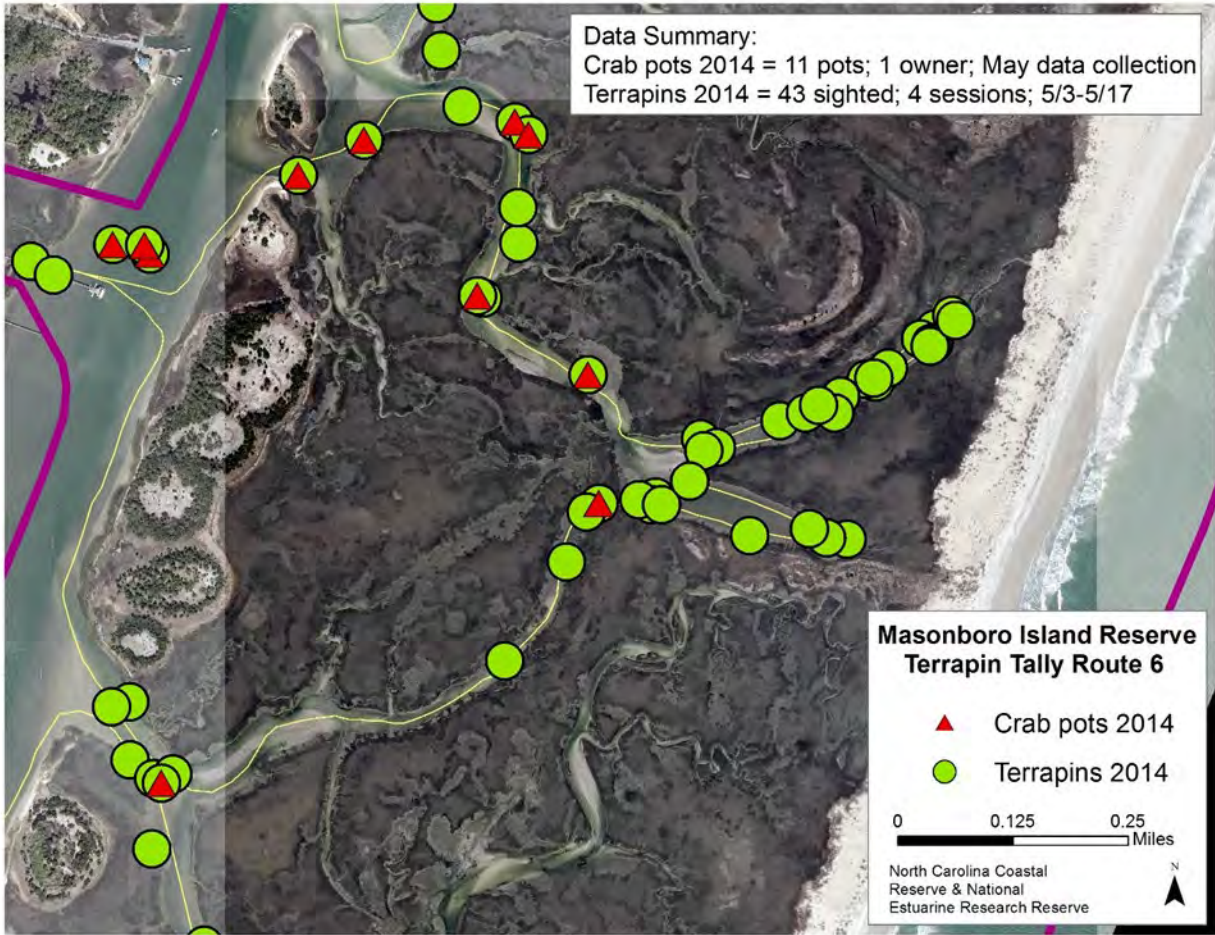 Data Summary:
Crab pots 2014 = 11 pots; 1 owner; May data collection
Terrapins 2014 = 43 sighted; 4 sessions; 5/3-5/17
Masonboro Island Reserve
Terrapin Tally Route 6
Crab pots 2014
Terrapins 2014
0 0.125 0.25
Miles
North Carolina Coastal
Reserve & National
Estuarine Research Reserve
N